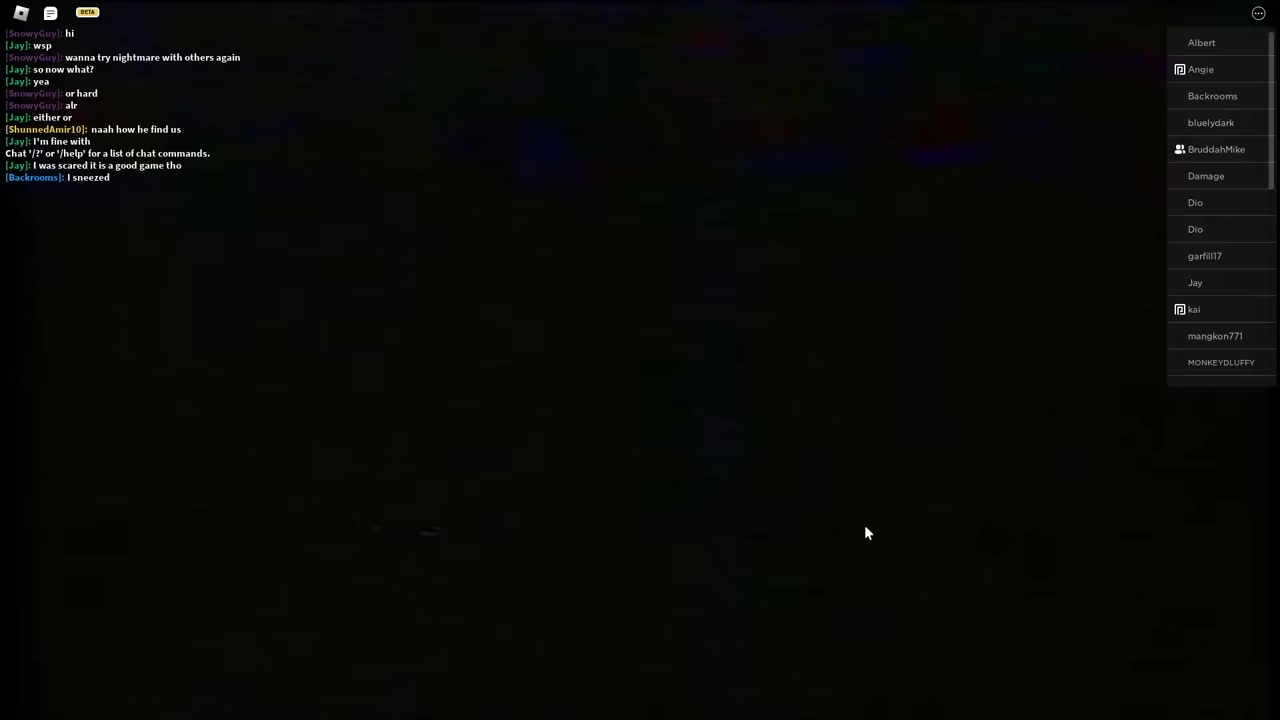 BETA
[SnowyGuy]: hi
[Jay]: wsp
[SnowyGuy]: wanna try nightmare with others again
[Jay]: so now what?
[Jay]: yea
[SnowyGuy]: or hard
[SnowyGuy]: alr
[Jay]: either or
[ShunnedAmir10]: naah how he find us
[Jay]: I'm fine with
Chat '/?' or '/help' for a list of chat commands.
[Jay]: I was scared it is a good game tho
[Backrooms]: I sneezed
Albert
Angie
Backrooms
bluelydark
BruddahMike
Damage
Dio
Dio
garfill17
Jay
kai
mangkon771
MONKEYDLUFFY